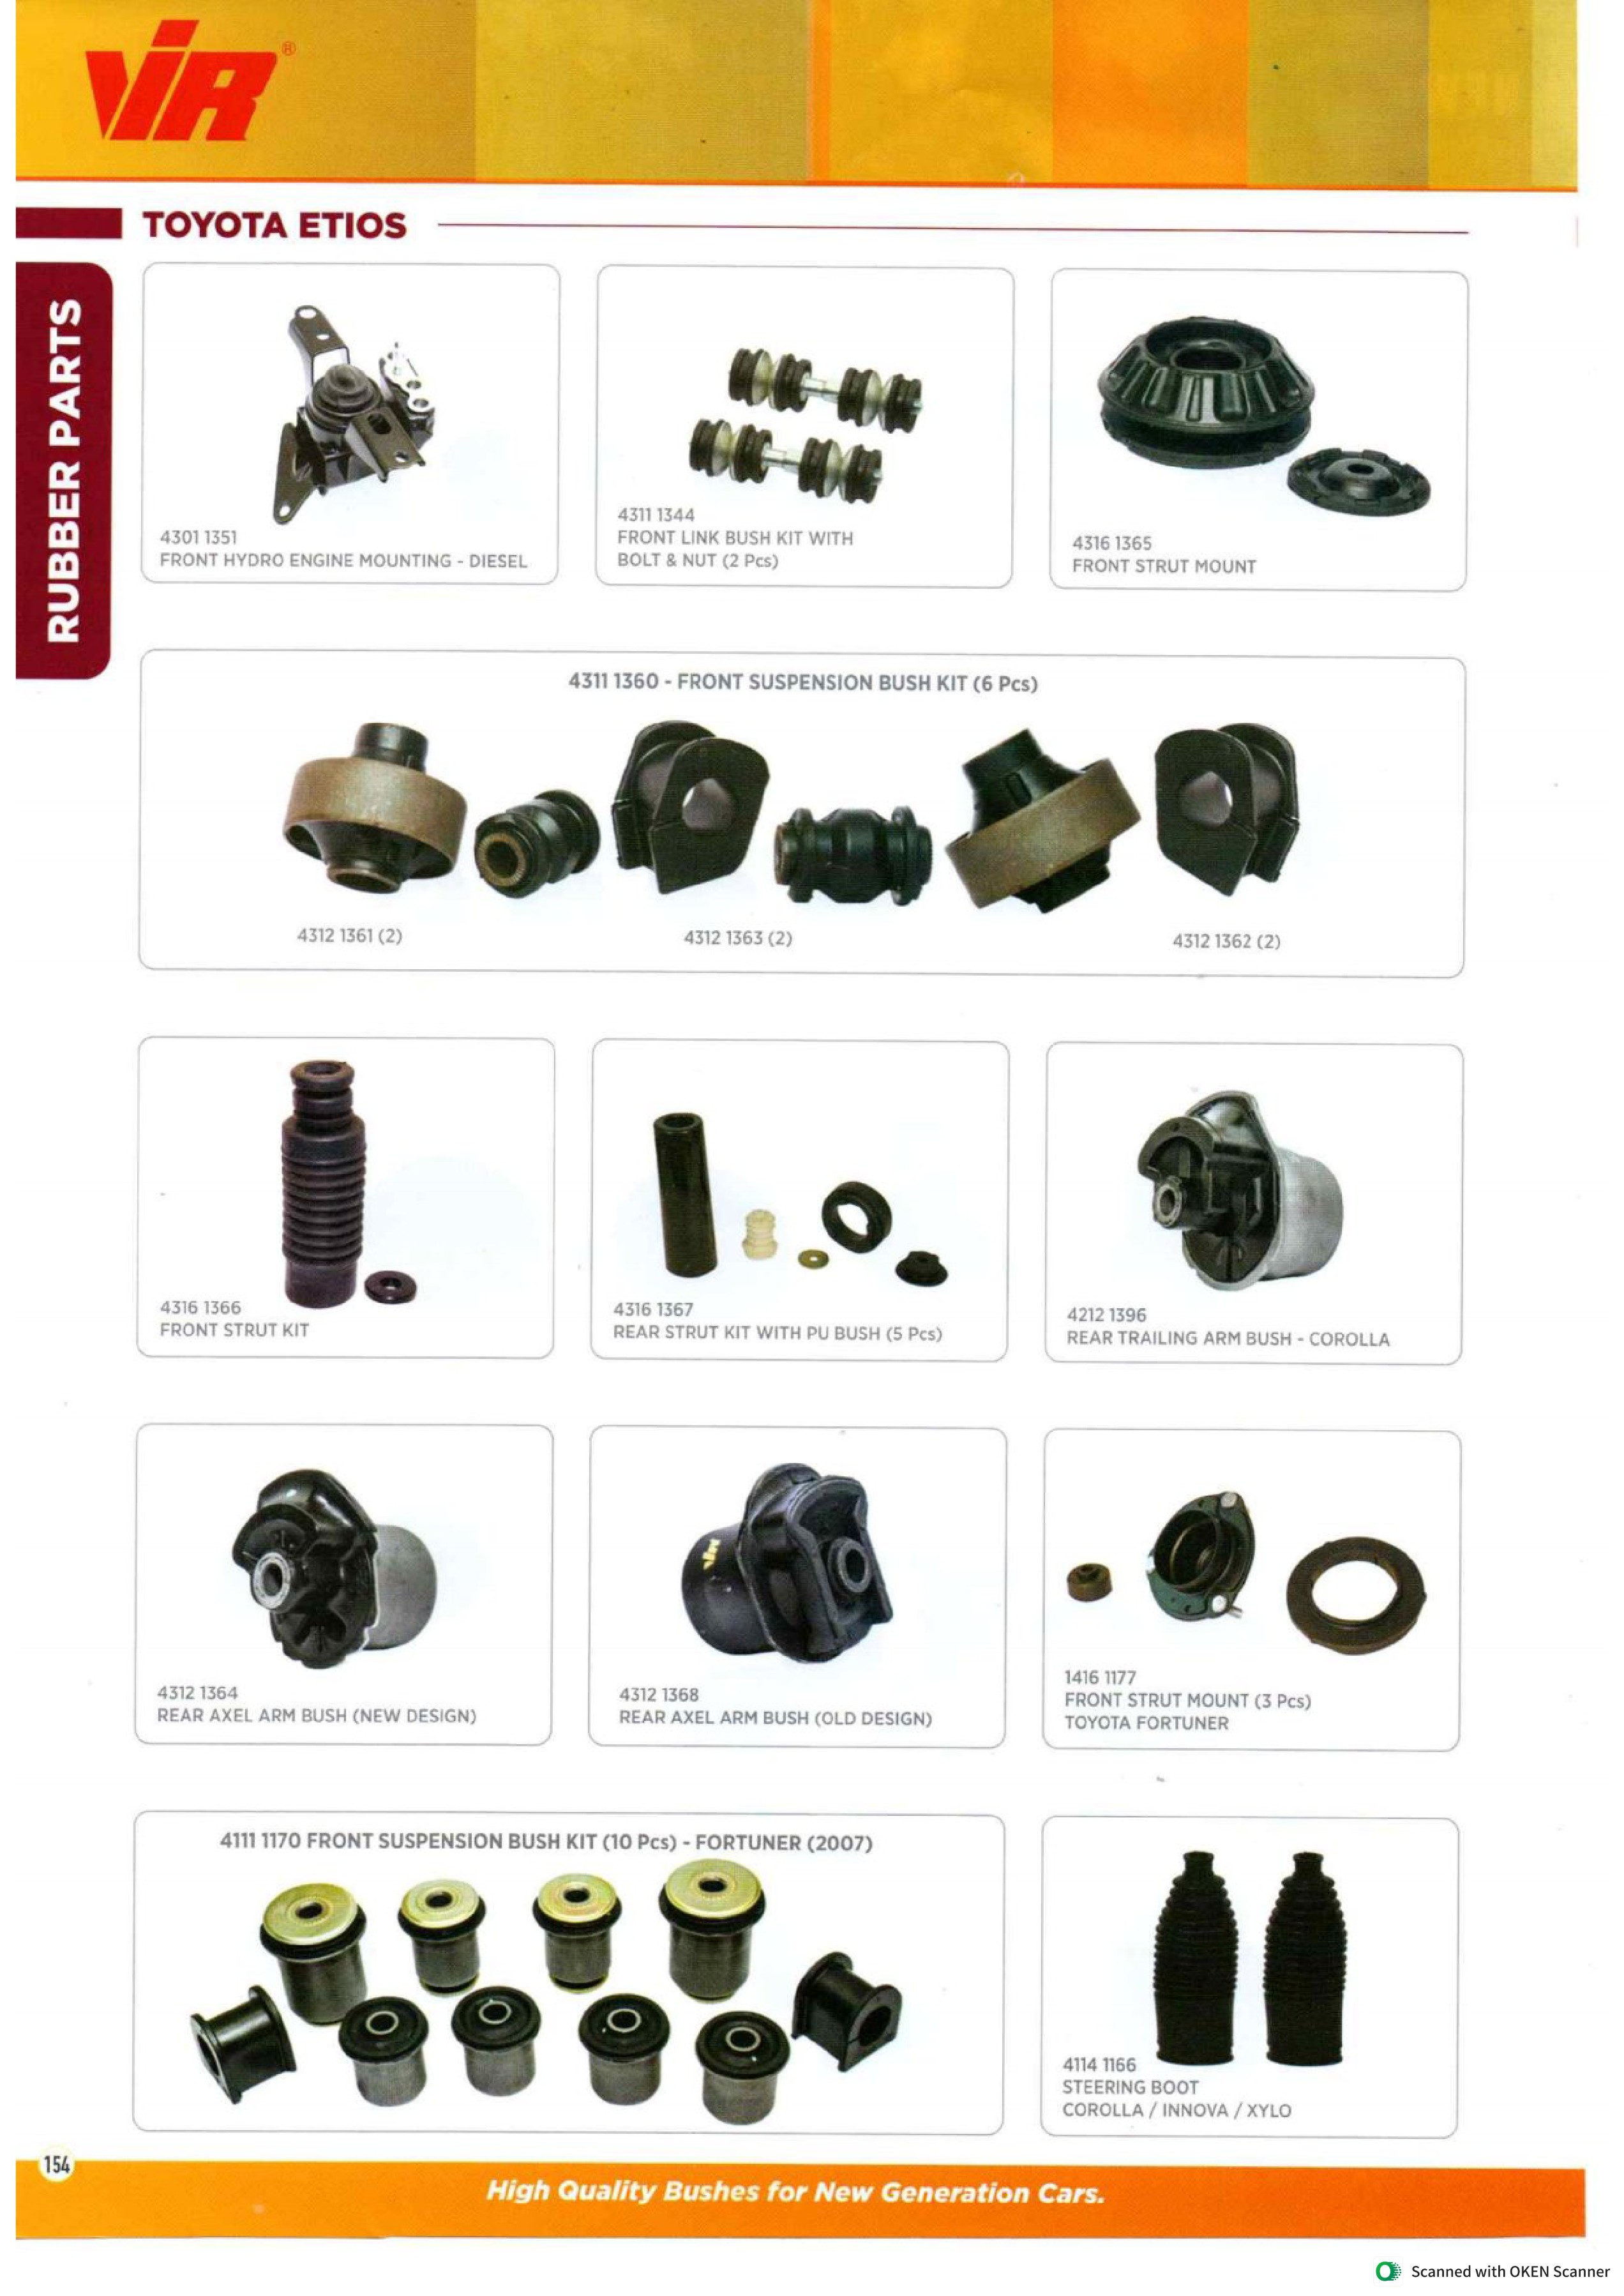 ViR®
TOYOTA ETIOS
RUBBER PARTS
4301 1351
FRONT HYDRO ENGINE MOUNTING - DIESEL
4311 1344
FRONT LINK BUSH KIT WITH
BOLT & NUT (2 Pcs)
4316 1365
FRONT STRUT MOUNT
4311 1360 - FRONT SUSPENSION BUSH KIT (6 Pcs)
4312 1361 (2)
4312 1363 (2)
4312 1362 (2)
4316 1366
FRONT STRUT KIT
4316 1367
REAR STRUT KIT WITH PU BUSH (5 Pcs)
4212 1396
REAR TRAILING ARM BUSH - COROLLA
4312 1364
REAR AXEL ARM BUSH (NEW DESIGN)
ViR
4312 1368
REAR AXEL ARM BUSH (OLD DESIGN)
1416 1177
FRONT STRUT MOUNT (3 Pcs)
TOYOTA FORTUNER
4111 1170 FRONT SUSPENSION BUSH KIT (10 Pcs) - FORTUNER (2007)
4114 1166
STEERING BOOT
COROLLA / INNOVA / XYLO
154
High Quality Bushes for New Generation Cars.
Scanned with OKEN Scanner